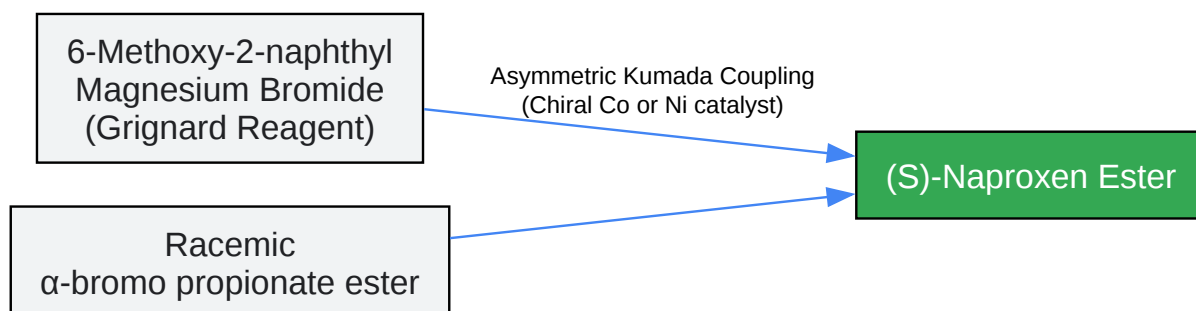 6-Methoxy-2-naphthyl
Magnesium Bromide
(Grignard Reagent)
Asymmetric Kumada Coupling
(Chiral Co or Ni catalyst)
(S)-Naproxen Ester
Racemic
α-bromo propionate ester